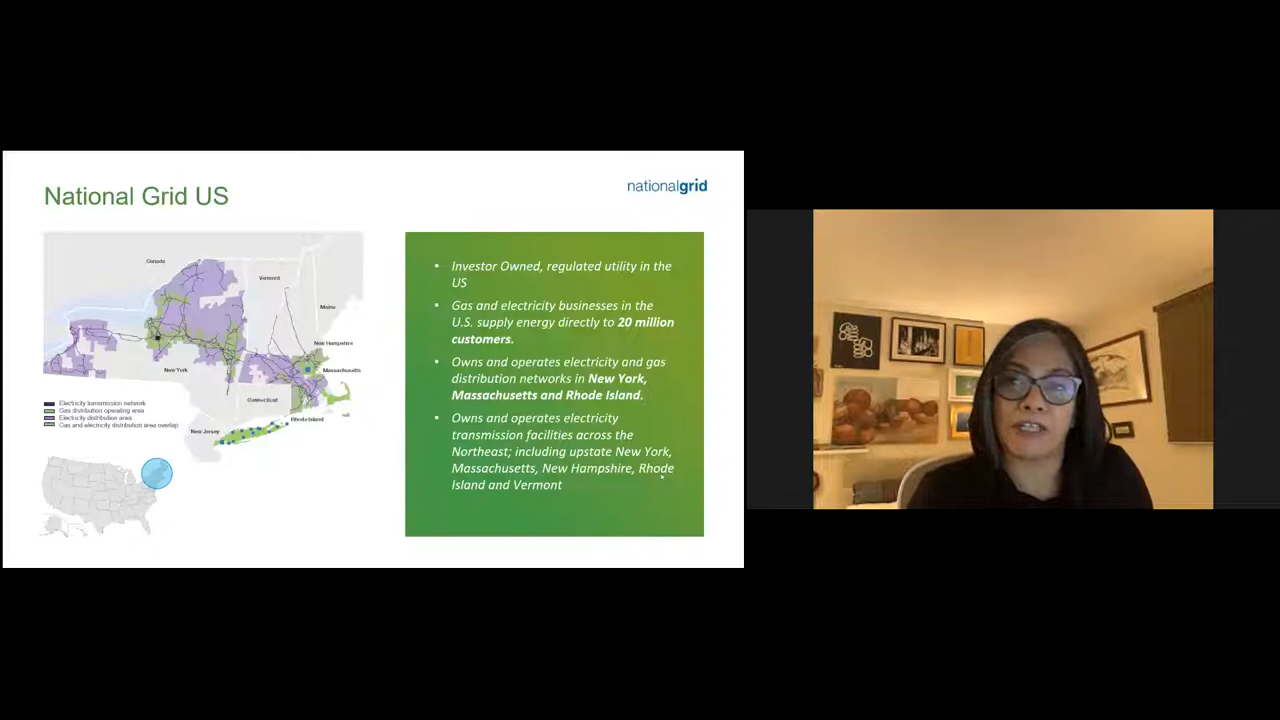 National Grid US
nationalgrid
Canada
Vermont
Maine
New Hampshire
New York
Massachusetts
Connecticut
Rhode Island
New Jersey
Electricity transmission network
Gas distribution operating area
Electricity distribution area
Gas and electricity distribution area overlap
• Investor Owned, regulated utility in the
US
• Gas and electricity businesses in the
U.S. supply energy directly to 20 million
customers.
• Owns and operates electricity and gas
distribution networks in New York,
Massachusetts and Rhode Island.
• Owns and operates electricity
transmission facilities across the
Northeast; including upstate New York,
Massachusetts, New Hampshire, Rhode
Island and Vermont